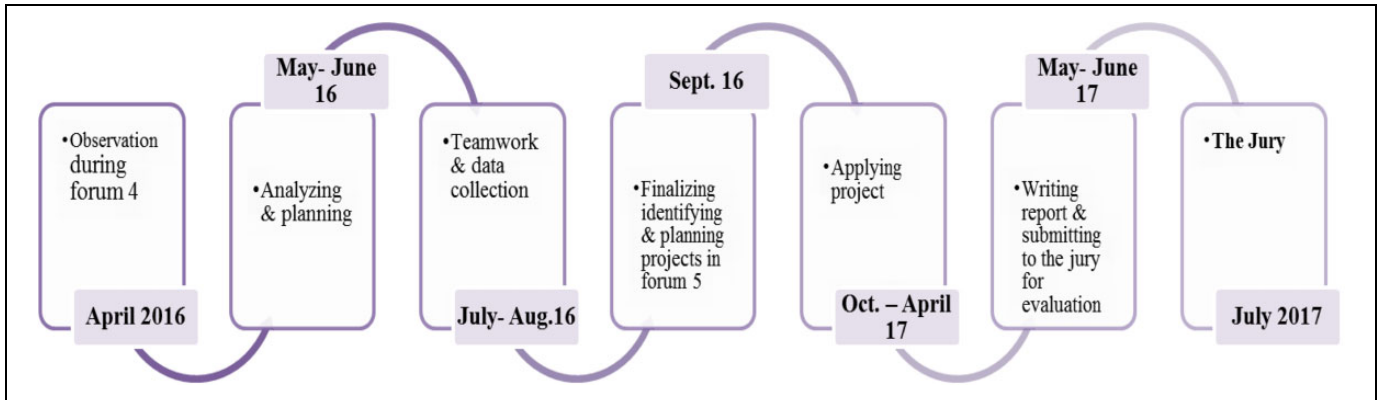 •Observation
during
forum 4
April 2016
May- June
16
•Analyzing
& planning
•Teamwork
& data
collection
July- Aug.16
Sept. 16
•Finalizing
identifying
& planning
projects in
forum 5
•Applying
project
Oct. – April
17
May- June
17
•Writing
report &
submitting
to the jury
for
evaluation
•The Jury
July 2017